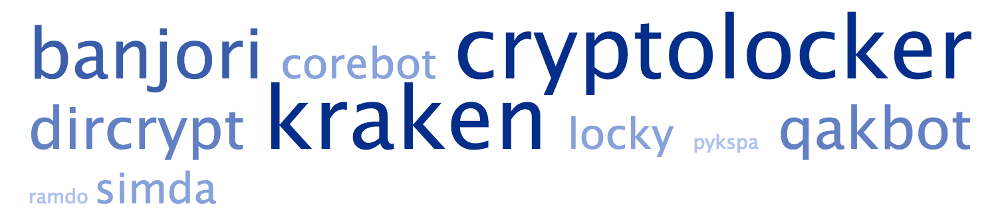 banjori corebot cryptolocker
dircrypt kraken locky pykspa qakbot
ramdo simda